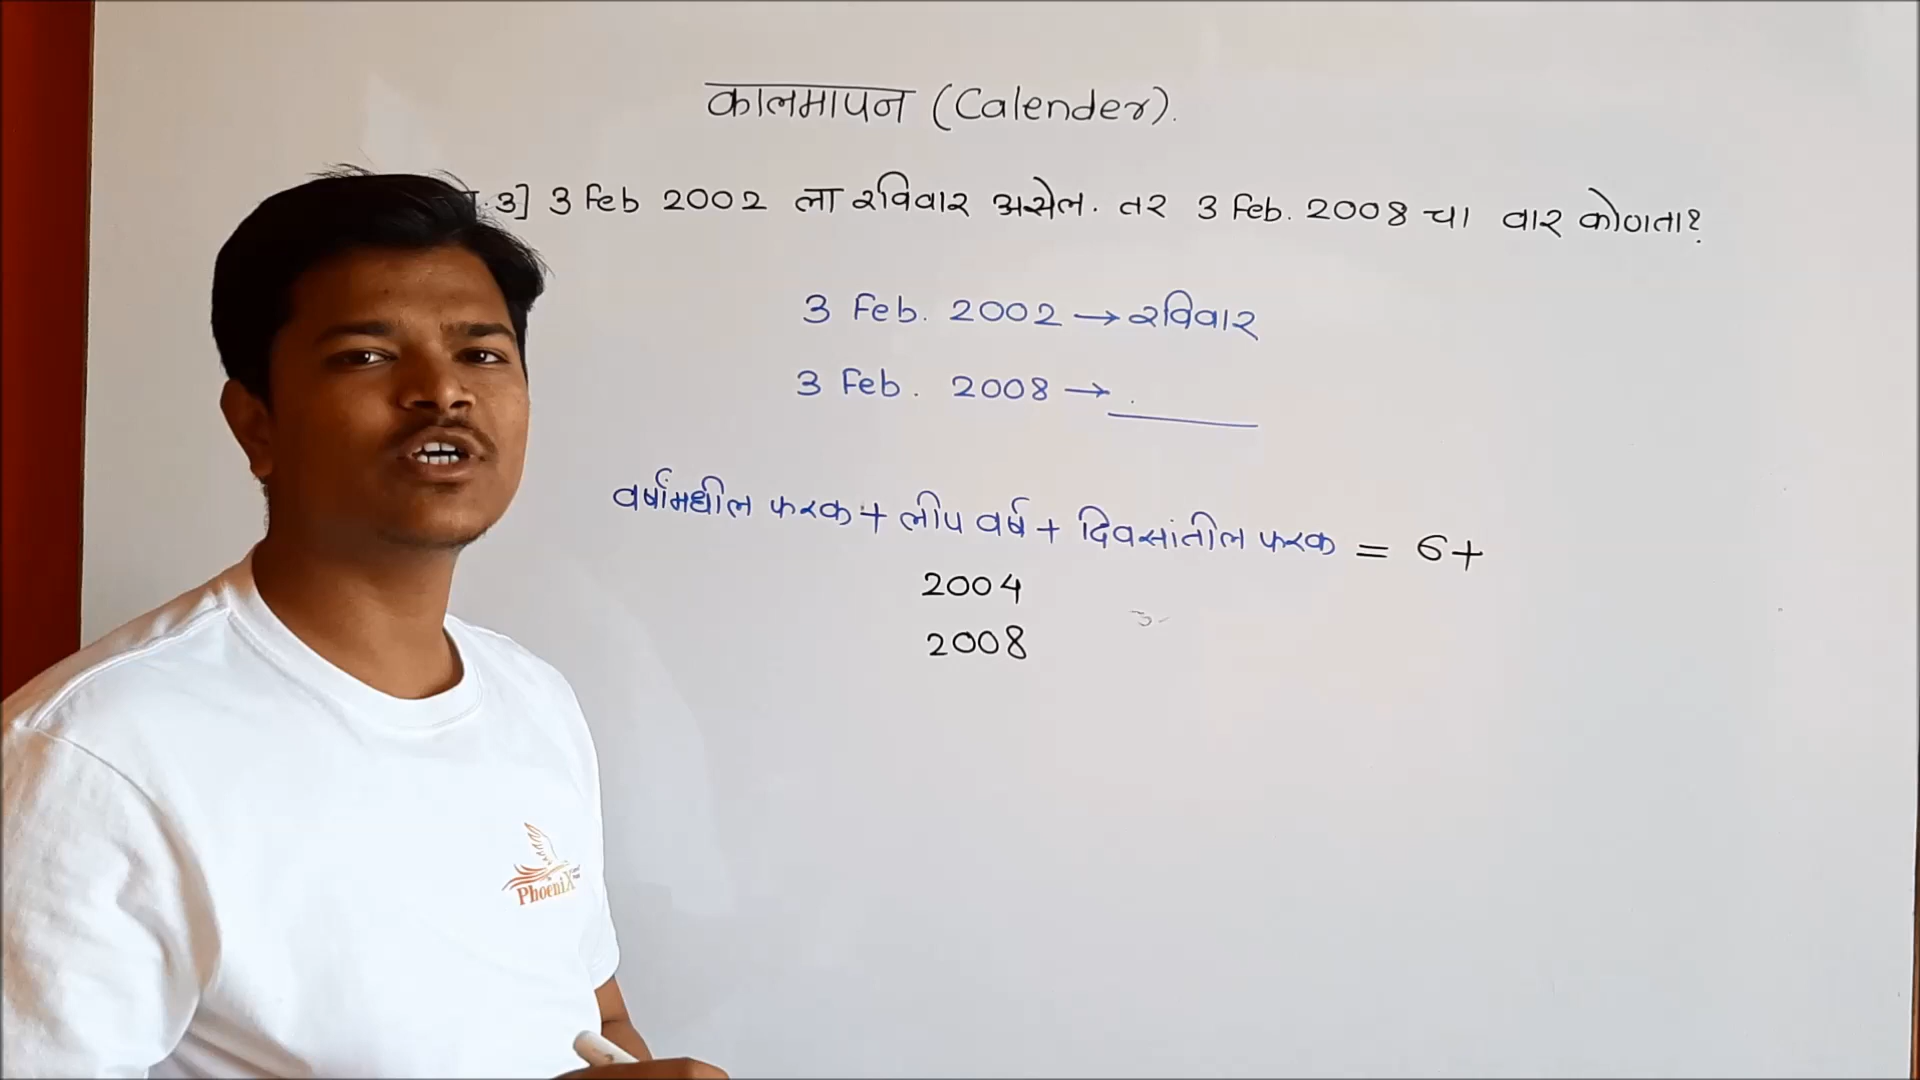 कालमापन (Calender).
.3] 3 Feb 2002 ला रविवार असेल. तर 3 Feb. 2008 चा वार कोणता?
3 Feb. 2002 → रविवार
3 Feb. 2008 →
वर्षांमधील फरक + लीप वर्ष + दिवसांतील फरक = 6+
2004
2008
PhoeniX